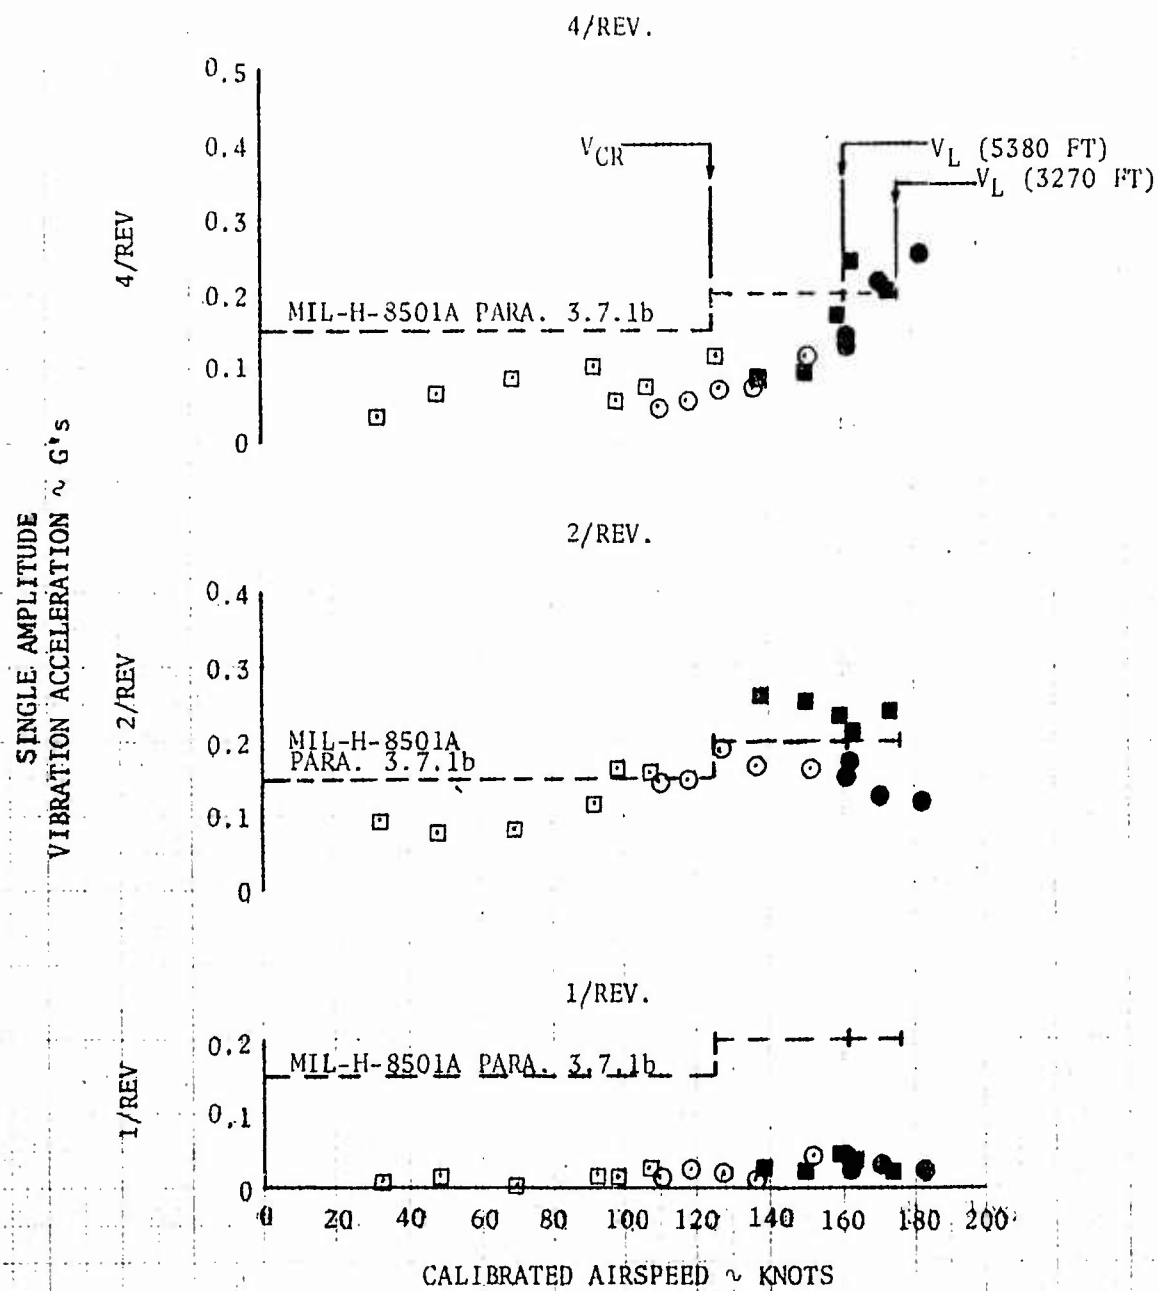 4/REV.
0.5
0.4
0.3
0.2
0.1
0
4/REV
V_CR
V_L (5380 FT)
V_L (3270 FT)
MIL-H-8501A PARA. 3.7.1b
SINGLE AMPLITUDE
VIBRATION ACCELERATION ~ G's
2/REV.
0.4
0.3
0.2
0.1
0
2/REV
MIL-H-8501A
PARA. 3.7.1b
1/REV.
0.2
0.1
0
1/REV
MIL-H-8501A PARA. 3.7.1b
0 20 40 60 80 100 120 140 160 180 200
CALIBRATED AIRSPEED ~ KNOTS